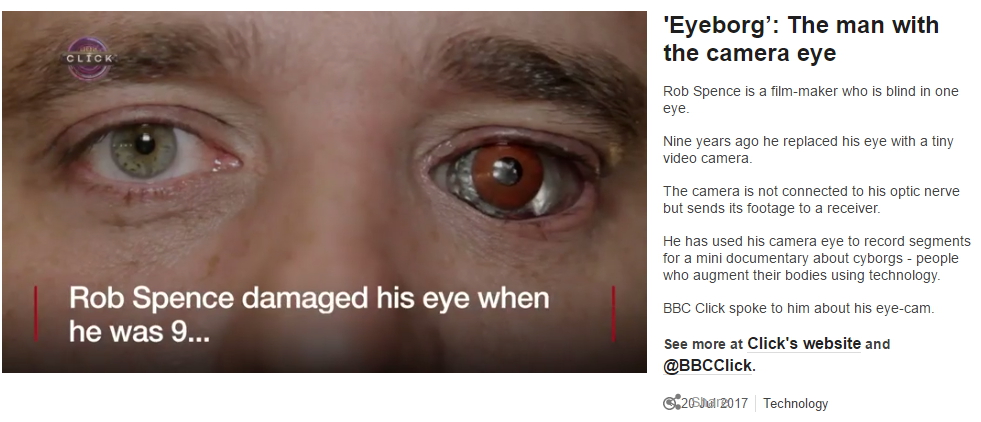 CLICK
Rob Spence damaged his eye when
he was 9...
'Eyeborg’: The man with
the camera eye
Rob Spence is a film-maker who is blind in one
eye.
Nine years ago he replaced his eye with a tiny
video camera.
The camera is not connected to his optic nerve
but sends its footage to a receiver.
He has used his camera eye to record segments
for a mini documentary about cyborgs - people
who augment their bodies using technology.
BBC Click spoke to him about his eye-cam.
See more at Click's website and
@BBCClick.
20 Jul 2017 Share Technology